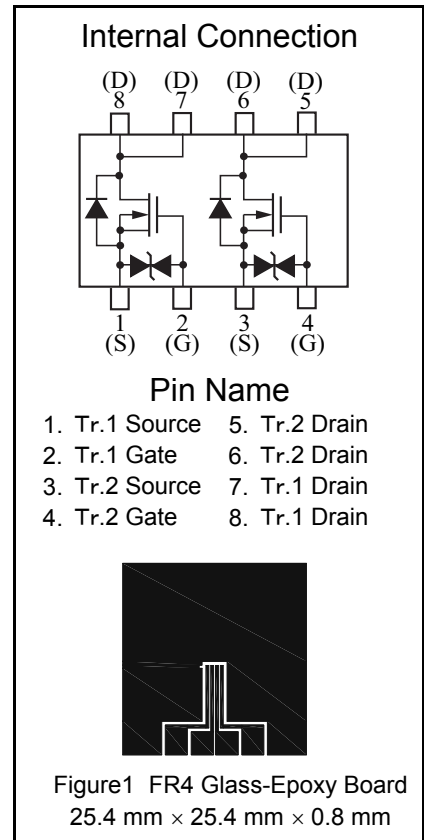 Internal Connection
(D) (D) (D) (D)
8 7 6 5
1 2 3 4
(S) (G) (S) (G)
Pin Name
1. Tr.1 Source 5. Tr.2 Drain
2. Tr.1 Gate 6. Tr.2 Drain
3. Tr.2 Source 7. Tr.1 Drain
4. Tr.2 Gate 8. Tr.1 Drain
Figure1 FR4 Glass-Epoxy Board
25.4 mm × 25.4 mm × 0.8 mm